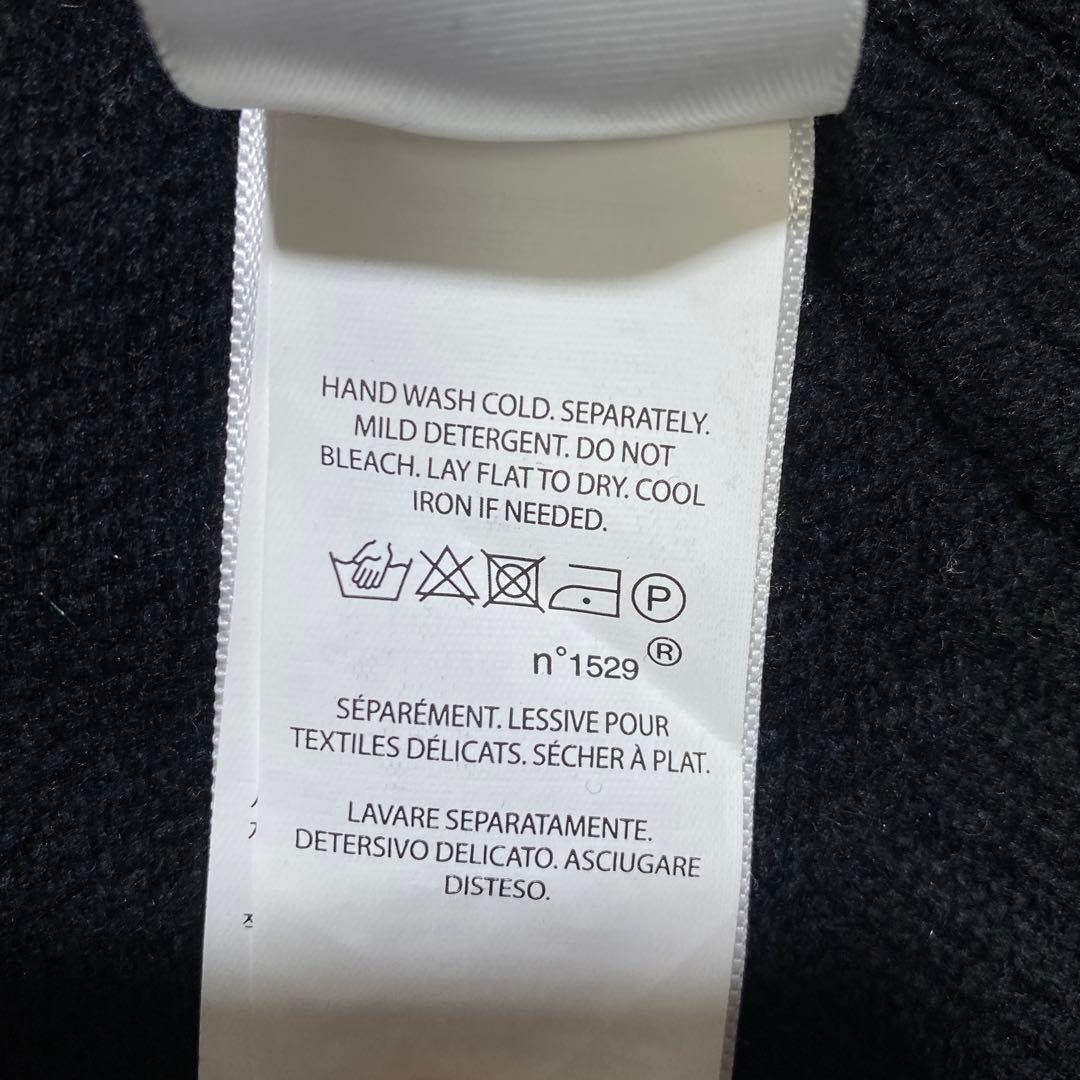 HAND WASH COLD. SEPARATELY.
MILD DETERGENT. DO NOT
BLEACH. LAY FLAT TO DRY. COOL
IRON IF NEEDED.
P
n°1529 ®
SÉPARÉMENT. LESSIVE POUR
TEXTILES DÉLICATS. SÉCHER À PLAT.
LAVARE SEPARATAMENTE.
DETERSIVO DELICATO. ASCIUGARE
DISTESO.